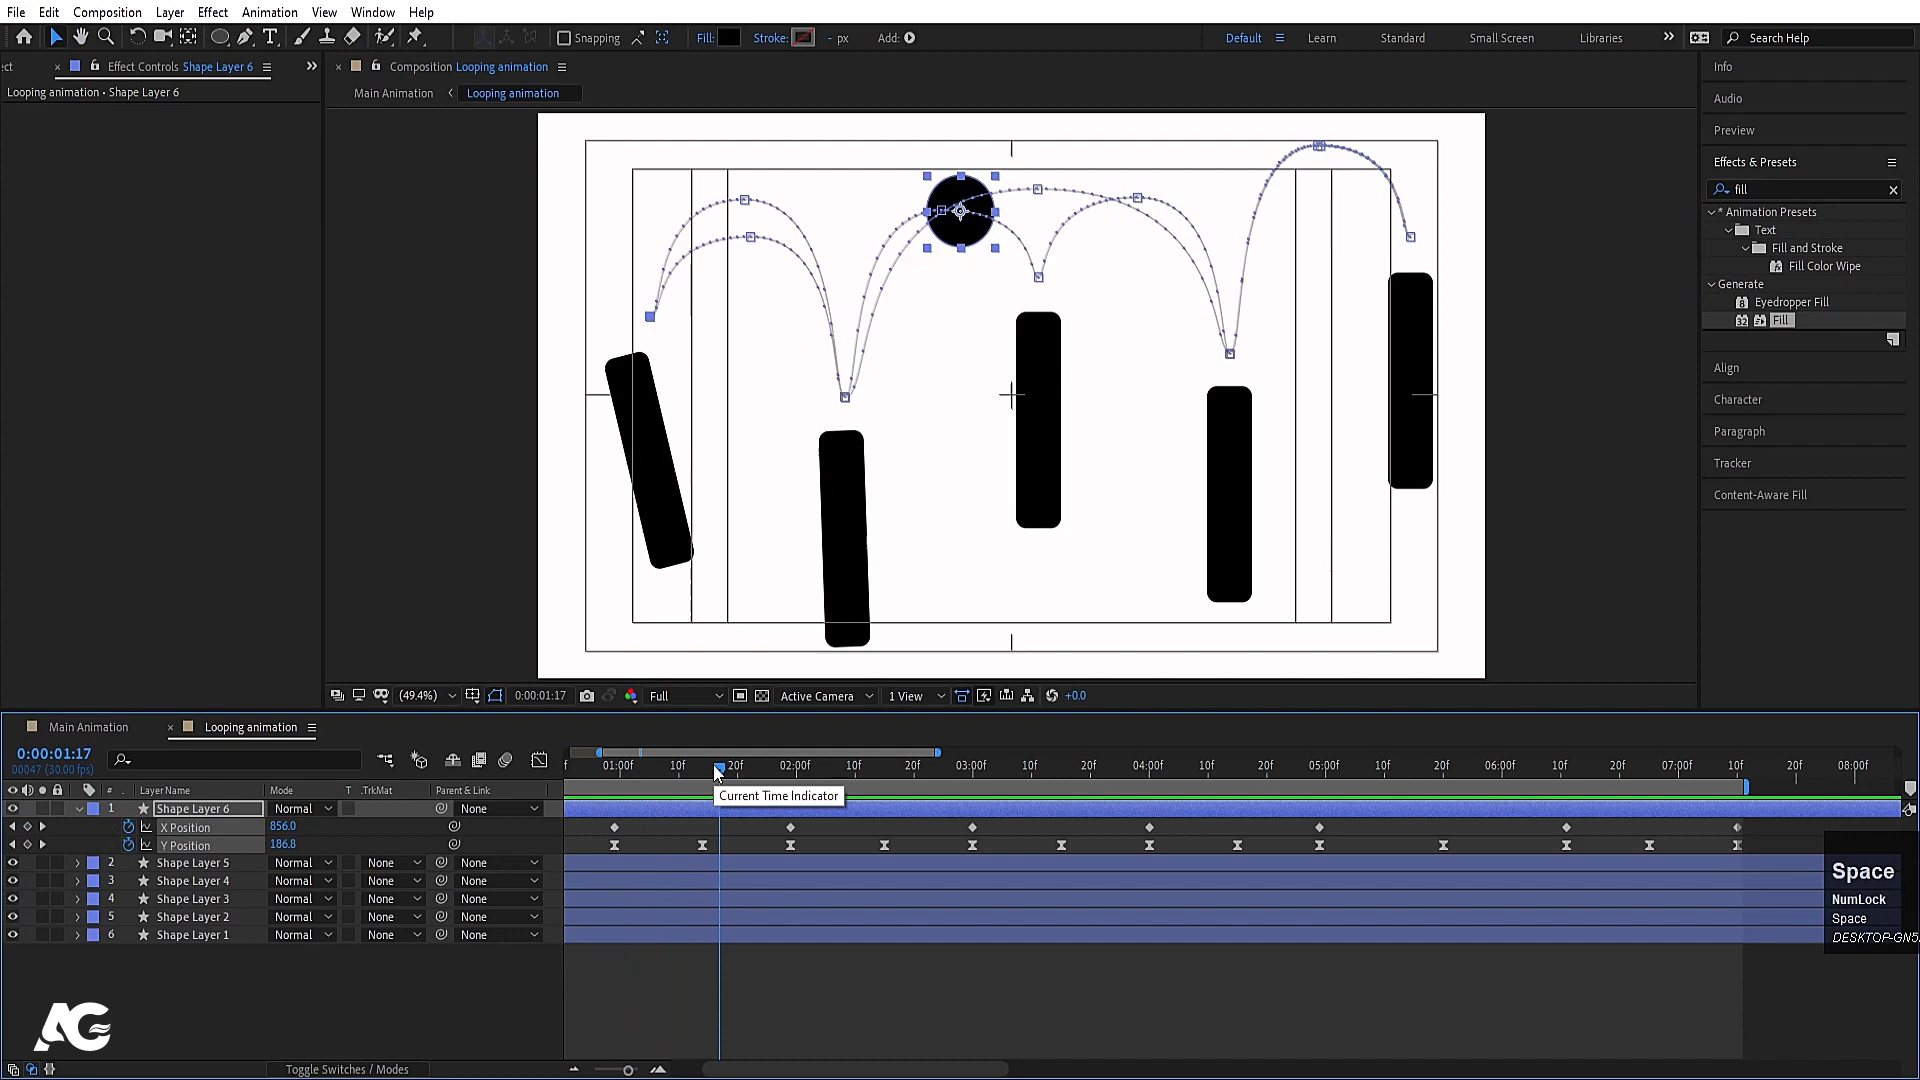 File Edit Composition Layer Effect Animation View Window Help
Snapping Fill: Stroke: - px Add: Default Learn Standard Small Screen Libraries Search Help
ct Effect Controls Shape Layer 6 Composition Looping animation Info
Looping animation • Shape Layer 6 Main Animation Looping animation
Audio
Preview
Effects & Presets
fill
* Animation Presets
Text
Fill and Stroke
Fill Color Wipe
Generate
Eyedropper Fill
Fill
Align
Character
Paragraph
Tracker
Content-Aware Fill
(49.4%) 0:00:01:17 Full Active Camera 1 View +0.0
Main Animation Looping animation
0:00:01:17
00047 (30.00 fps)
f 01:00f 10f 20f 02:00f 10f 20f 03:00f 10f 20f 04:00f 10f 20f 05:00f 10f 20f 06:00f 10f 20f 07:00f 10f 20f 08:00f
# Layer Name Mode T .TrkMat Parent & Link
Current Time Indicator
1 Shape Layer 6 Normal None
X Position 856.0
Y Position 186.8
2 Shape Layer 5 Normal None None
3 Shape Layer 4 Normal None None
4 Shape Layer 3 Normal None None
5 Shape Layer 2 Normal None None
6 Shape Layer 1 Normal None None
Space
NumLock
Space
DESKTOP-GN5
AG
Toggle Switches / Modes